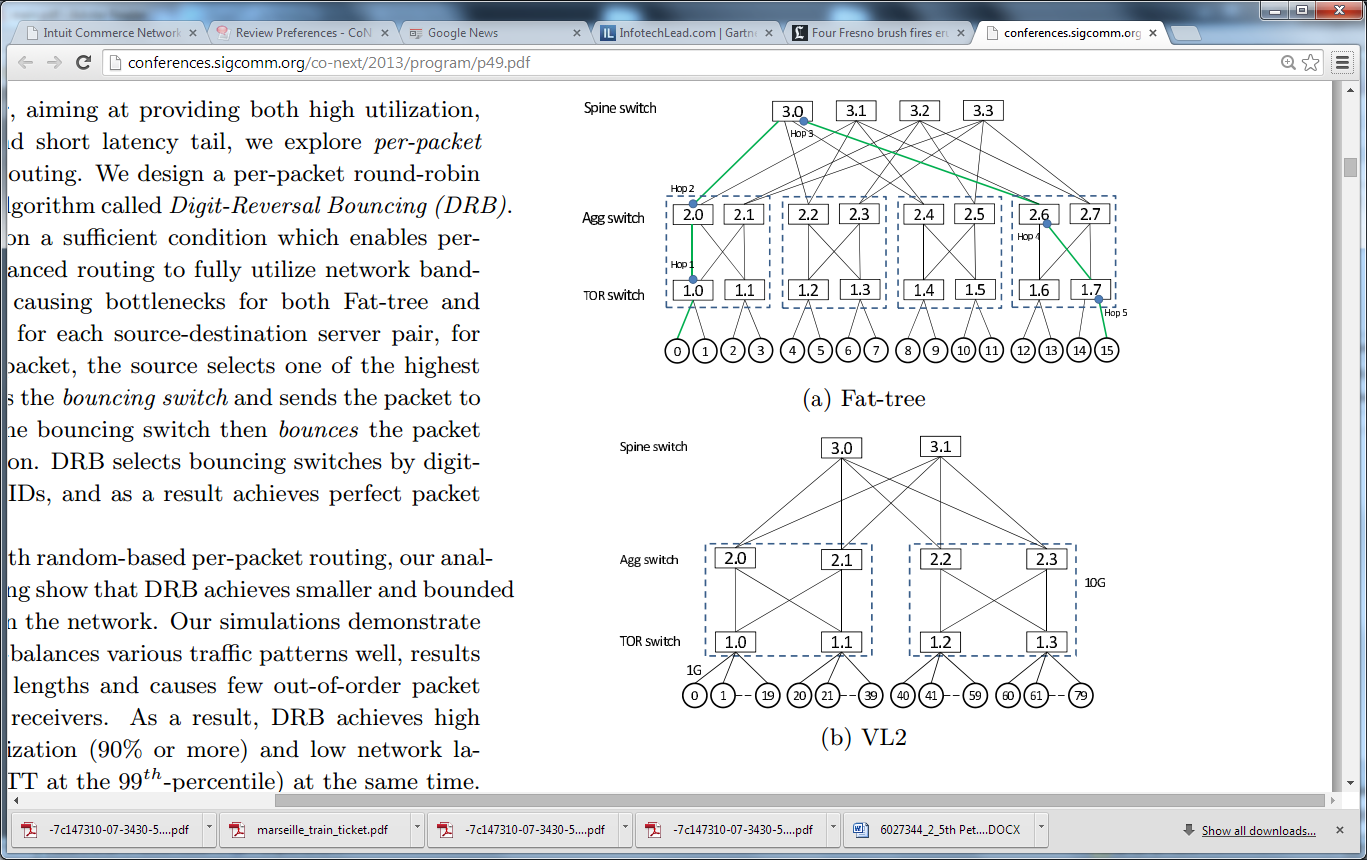 Intuit Commerce Network
Review Preferences - CoN
Google News
InfotechLead.com | Gartne
Four Fresno brush fires en
conferences.sigcomm.org
conferences.sigcomm.org/co-next/2013/program/p49.pdf
, aiming at providing both high utilization,
short latency tail, we explore per-packet
outing. We design a per-packet round-robin
lgorithm called Digit-Reversal Bouncing (DRB).
on a sufficient condition which enables per-
anced routing to fully utilize network band-
causing bottlenecks for both Fat-tree and
for each source-destination server pair, for
packet, the source selects one of the highest
s the bouncing switch and sends the packet to
ne bouncing switch then bounces the packet
on. DRB selects bouncing switches by digit-
IDs, and as a result achieves perfect packet
th random-based per-packet routing, our anal-
ng show that DRB achieves smaller and bounded
n the network. Our simulations demonstrate
balances various traffic patterns well, results
lengths and causes few out-of-order packet
receivers. As a result, DRB achieves high
ization (90% or more) and low network la-
TT at the 99th-percentile) at the same time.
Spine switch 3.0 3.1 3.2 3.3
Hop 3
Hop 2
Agg switch 2.0 2.1 2.2 2.3 2.4 2.5 2.6 2.7
Hop 4
Hop 1
TOR switch 1.0 1.1 1.2 1.3 1.4 1.5 1.6 1.7
Hop 5
0 1 2 3 4 5 6 7 8 9 10 11 12 13 14 15
(a) Fat-tree
Spine switch 3.0 3.1
Agg switch 2.0 2.1 2.2 2.3
10G
TOR switch 1.0 1.1 1.2 1.3
1G
0 1 19 20 21 39 40 41 59 60 61 79
(b) VL2
-7c147310-07-3430-5....pdf
marseille_train_ticket.pdf
-7c147310-07-3430-5....pdf
-7c147310-07-3430-5....pdf
6027344_2_5th Pet....DOCX
Show all downloads...